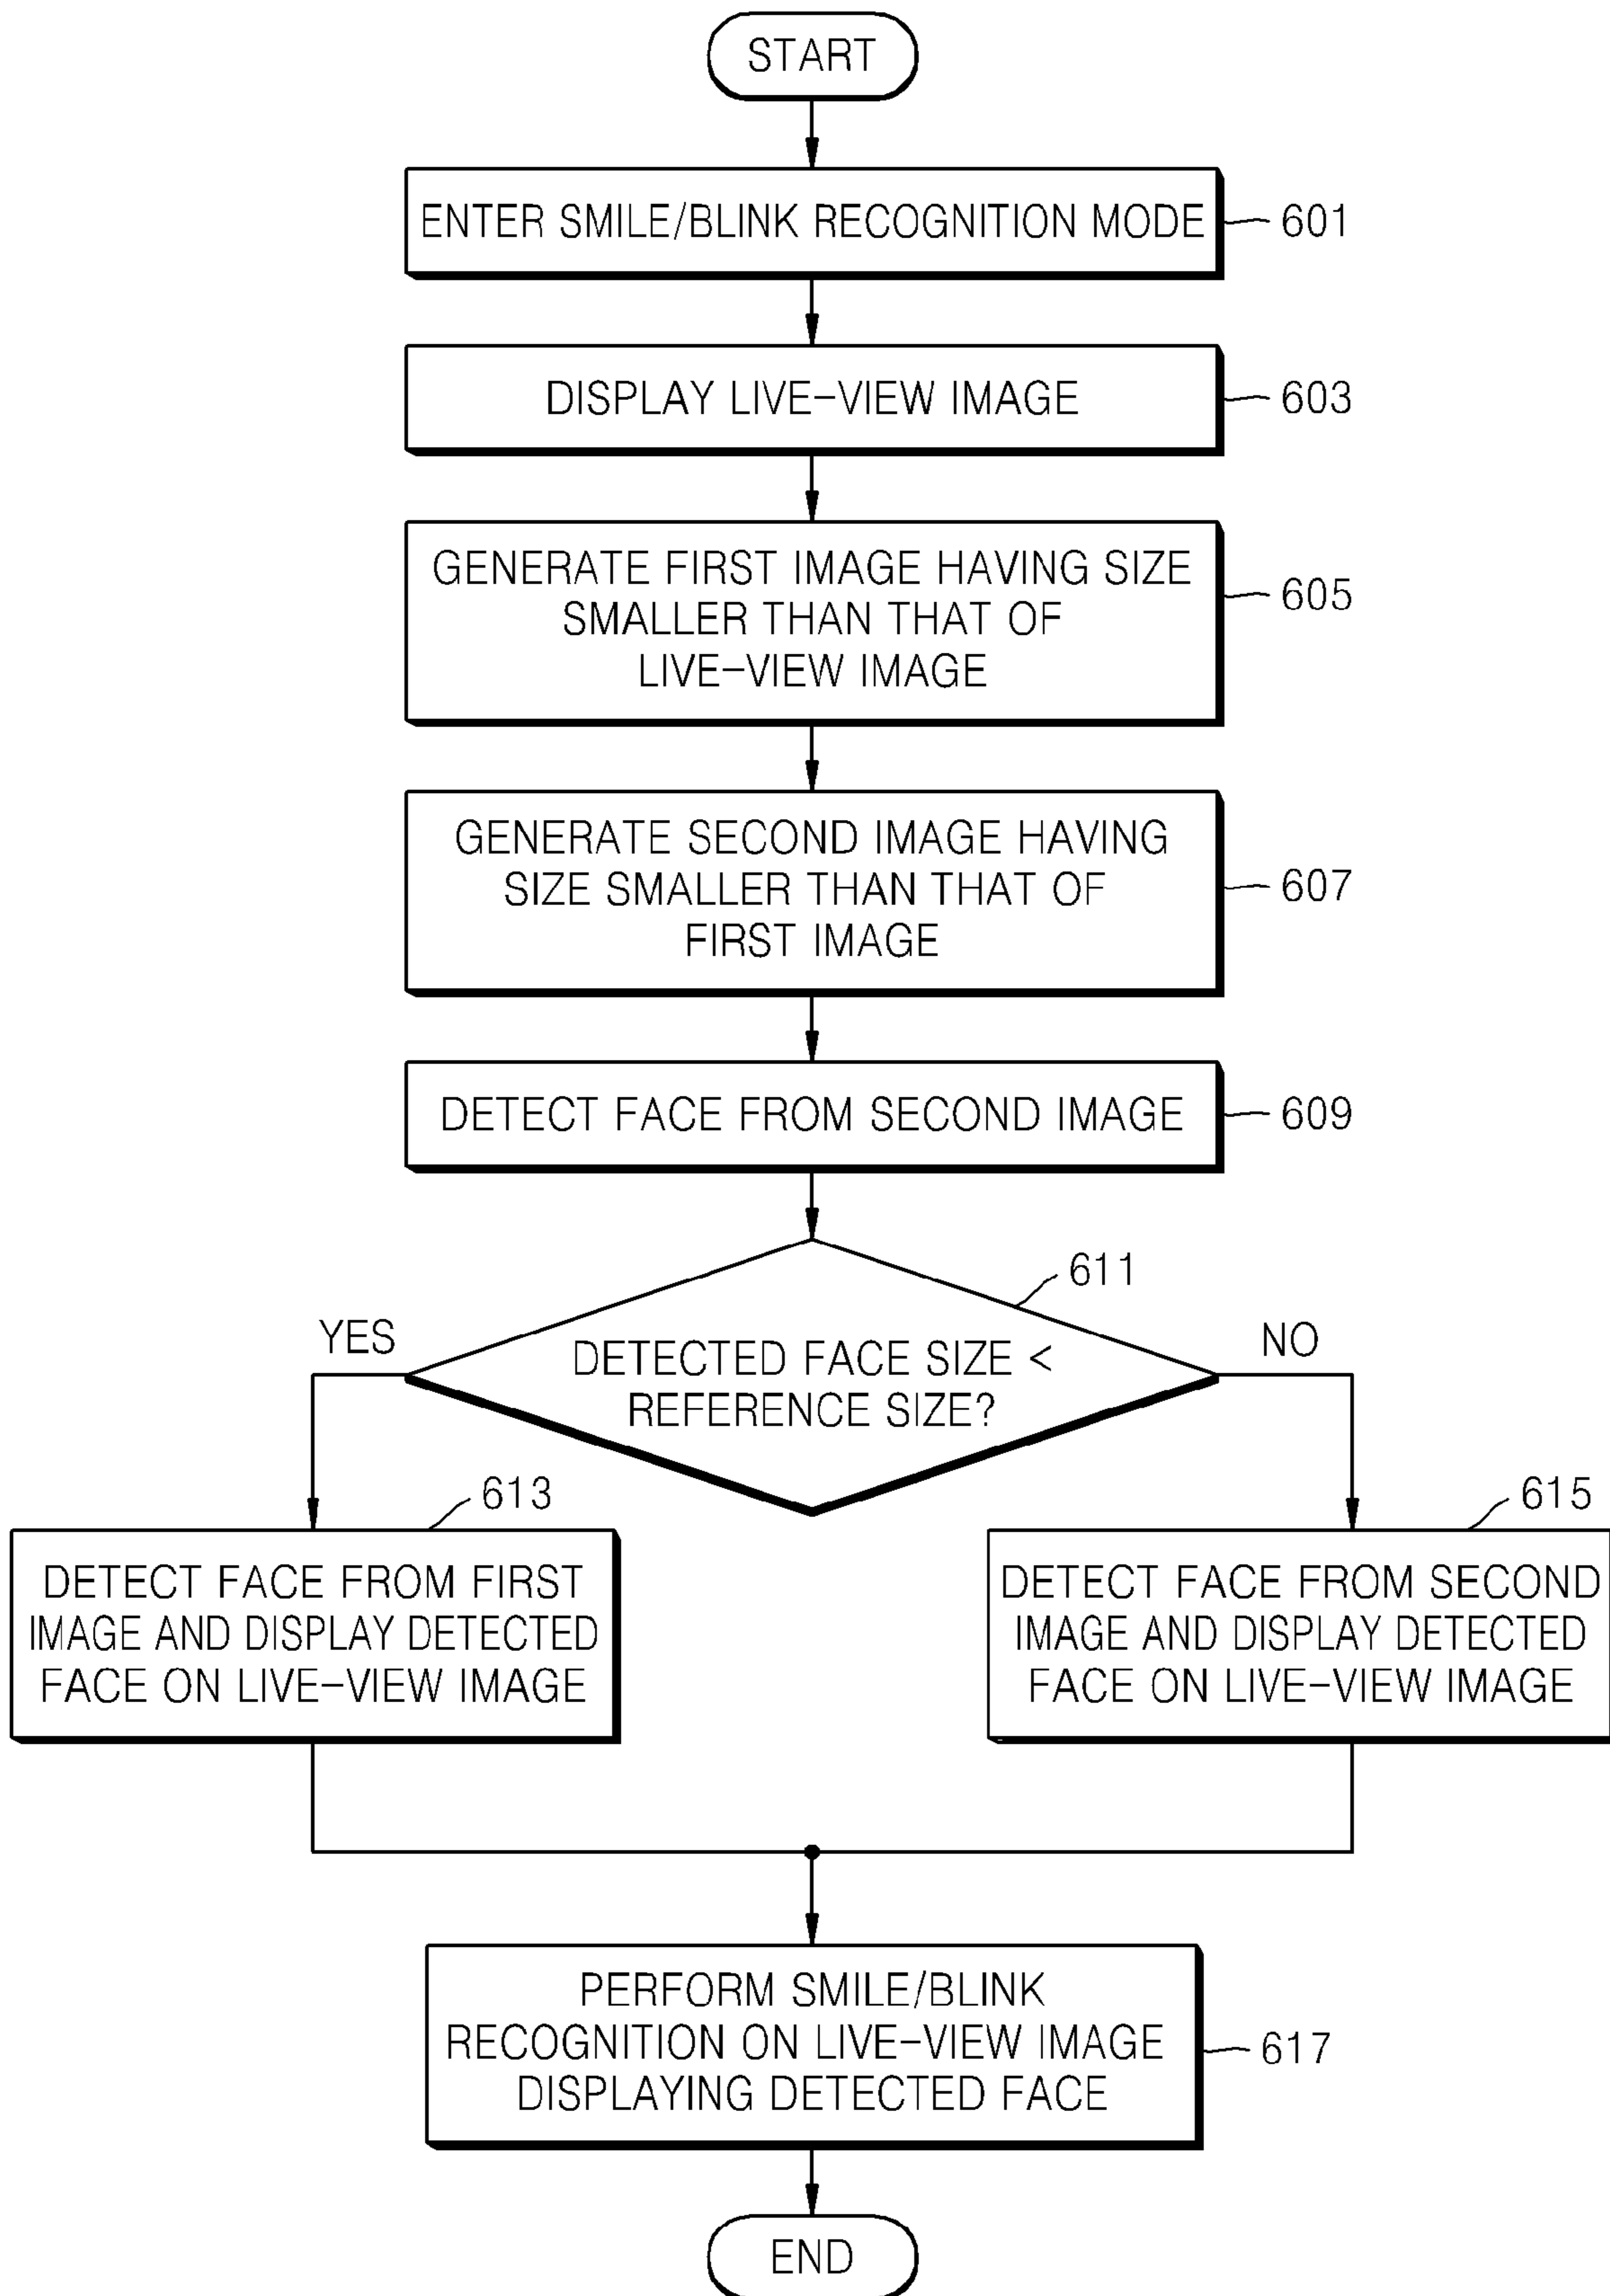 START
ENTER SMILE/BLINK RECOGNITION MODE
601
DISPLAY LIVE-VIEW IMAGE
603
GENERATE FIRST IMAGE HAVING SIZE
SMALLER THAN THAT OF
LIVE-VIEW IMAGE
605
GENERATE SECOND IMAGE HAVING
SIZE SMALLER THAN THAT OF
FIRST IMAGE
607
DETECT FACE FROM SECOND IMAGE
609
611
YES
NO
DETECTED FACE SIZE <
REFERENCE SIZE?
613
DETECT FACE FROM FIRST
IMAGE AND DISPLAY DETECTED
FACE ON LIVE-VIEW IMAGE
615
DETECT FACE FROM SECOND
IMAGE AND DISPLAY DETECTED
FACE ON LIVE-VIEW IMAGE
PERFORM SMILE/BLINK
RECOGNITION ON LIVE-VIEW IMAGE
DISPLAYING DETECTED FACE
617
END